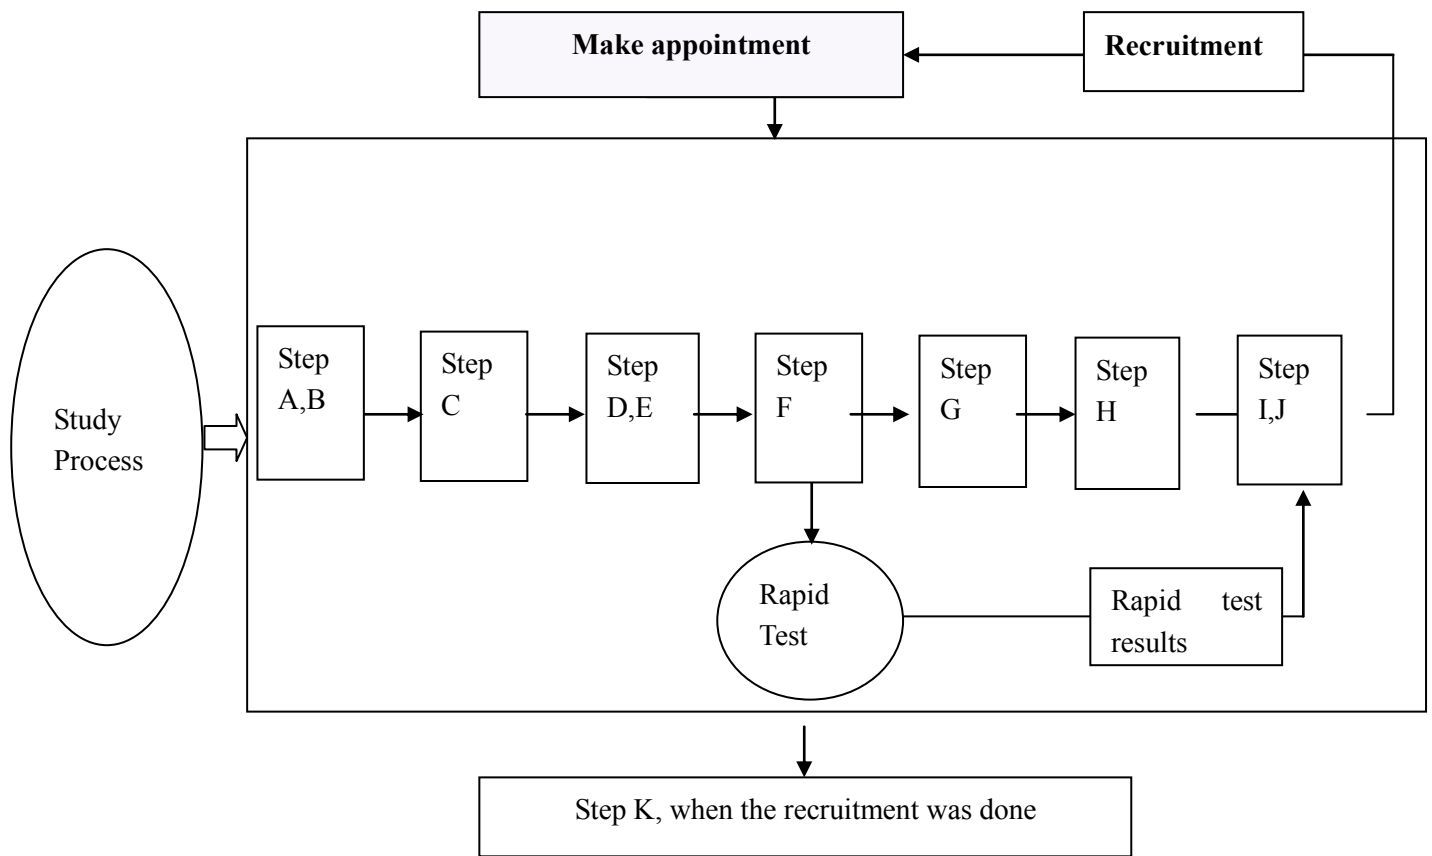 Make appointment
Recruitment
Study
Process
Step
A,B
Step
C
Step
D,E
Step
F
Step
G
Step
H
Step
I,J
Rapid
Test
Rapid test
results
Step K, when the recruitment was done